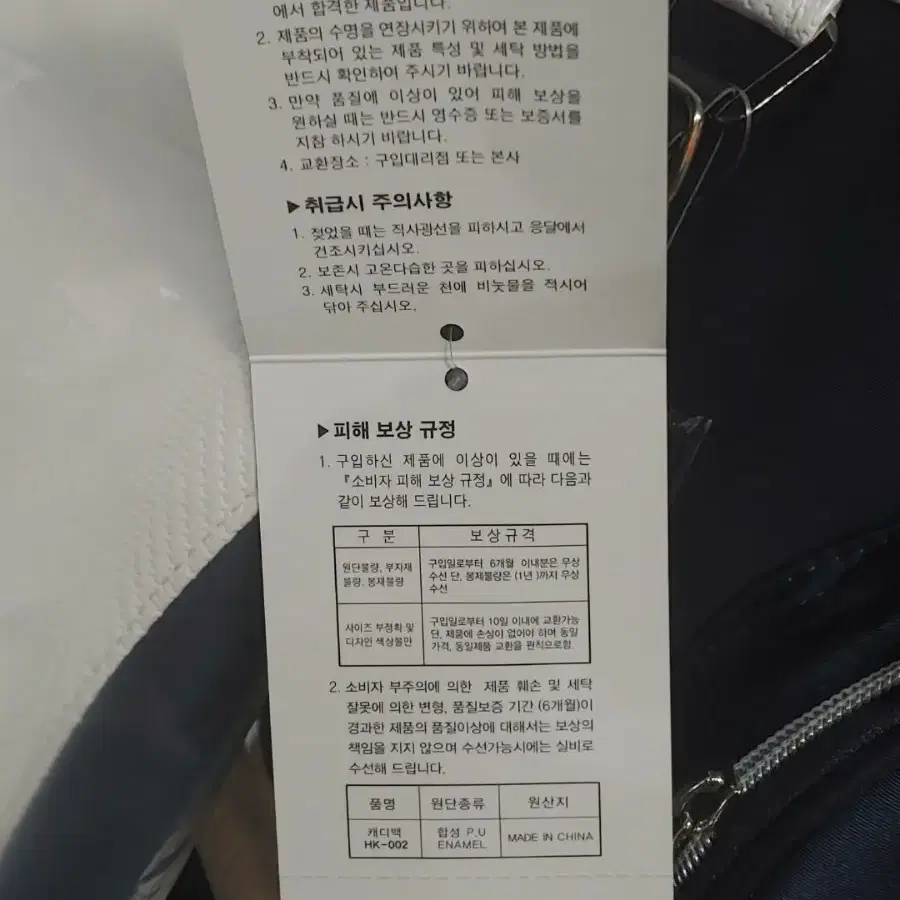 에서 합격한 제품입니다.
2. 제품의 수명을 연장시키기 위하여 본 제품에
부착되어 있는 제품 특성 및 세탁 방법을
반드시 확인하여 주시기 바랍니다.
3. 만약 품질에 이상이 있어 피해 보상을
원하실 때는 반드시 영수증 또는 보증서를
지참 하시기 바랍니다.
4. 교환장소 : 구입대리점 또는 본사
▶취급시 주의사항
1. 젖었을 때는 직사광선을 피하시고 응달에서
건조시키십시오.
2. 보존시 고온다습한 곳을 피하십시오.
3. 세탁시 부드러운 천에 비눗물을 적시어
닦아 주십시오.
▶피해 보상 규정
1. 구입하신 제품에 이상이 있을 때에는
『소비자 피해 보상 규정』에 따라 다음과
같이 보상해 드립니다.
구 분 보상규격
원단불량, 부자재
불량, 봉제불량
구입일로부터 6개월 이내분은 무상
수선 단, 봉제불량은 (1년 )까지 무상
수선
사이즈 부정확 및
디자인 색상불만
구입일로부터 10일 이내에 교환가능
단, 제품에 손상이 없어야 하며 동일
가격, 동일제품 교환을 원칙으로함.
2. 소비자 부주의에 의한 제품 훼손 및 세탁
잘못에 의한 변형, 품질보증 기간 (6개월)이
경과한 제품의 품질이상에 대해서는 보상의
책임을 지지 않으며 수선가능시에는 실비로
수선해 드립니다.
품명 원단종류 원산지
캐디백
HK-002
합성 P.U
ENAMEL
MADE IN CHINA